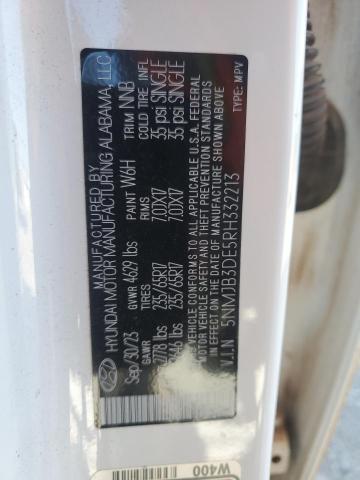 MANUFACTURED BY
HYUNDAI MOTOR MANUFACTURING ALABAMA, LLC
Sep/30/23 GVWR 4629 lbs PAINT W6H TRIM NNB
GAWR TIRES RIMS COLD TIRE INFL
2778 lbs 235/65R17 7.0JX17 35 psi SINGLE
lbs 235/65R17 7.0JX17 35 psi SINGLE
THIS VEHICLE CONFORMS TO ALL APPLICABLE U.S.A. FEDERAL
MOTOR VEHICLE SAFETY AND THEFT PREVENTION STANDARDS
IN EFFECT ON THE DATE OF MANUFACTURE SHOWN ABOVE.
V.I.N 5NMJB3DE5RH332213 TYPE: MPV
W400